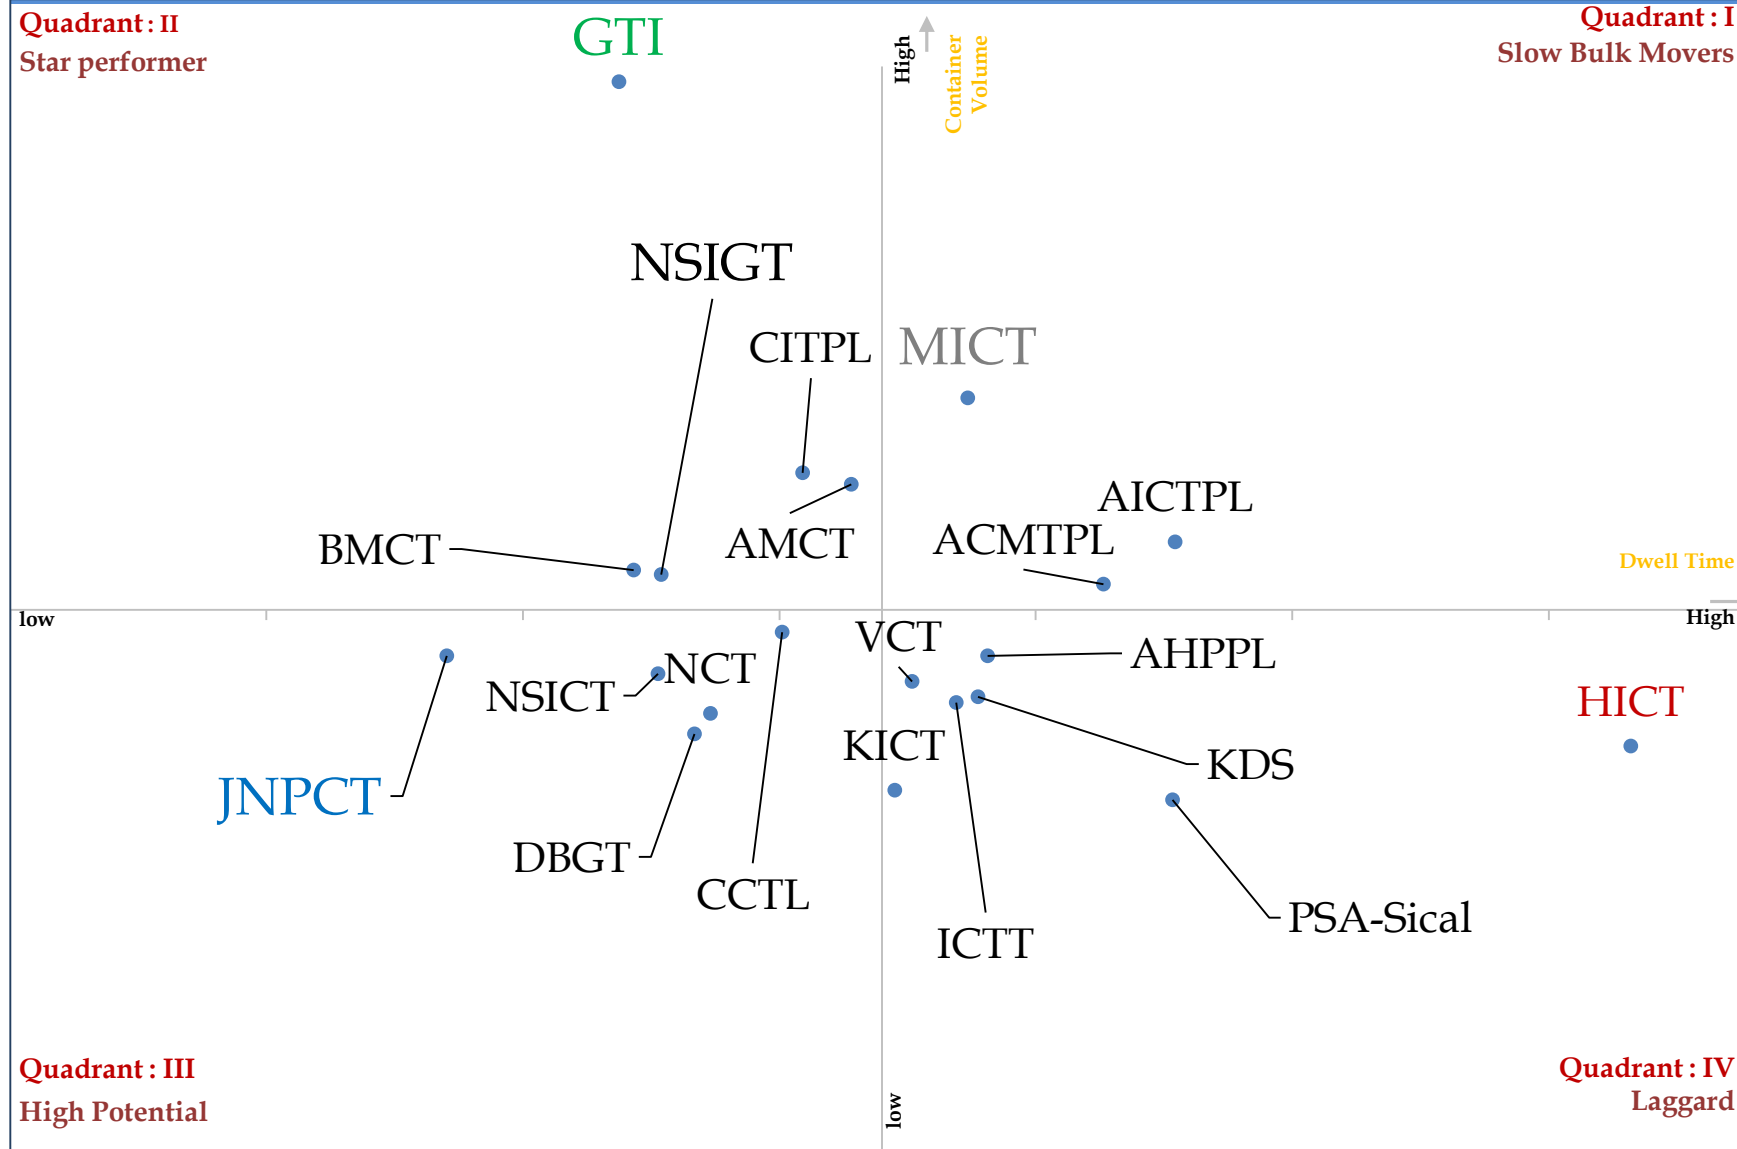 Quadrant : II
Star performer
GTI
High
Container
Volume
Quadrant : I
Slow Bulk Movers
NSIGT
CITPL
MICT
AICTPL
BMCT
AMCT
ACMTPL
Dwell Time
low
High
VCT
AHPPL
NSICT
NCT
HICT
KICT
KDS
JNPCT
DBGT
CCTL
PSA-Sical
ICTT
Quadrant : III
High Potential
low
Quadrant : IV
Laggard